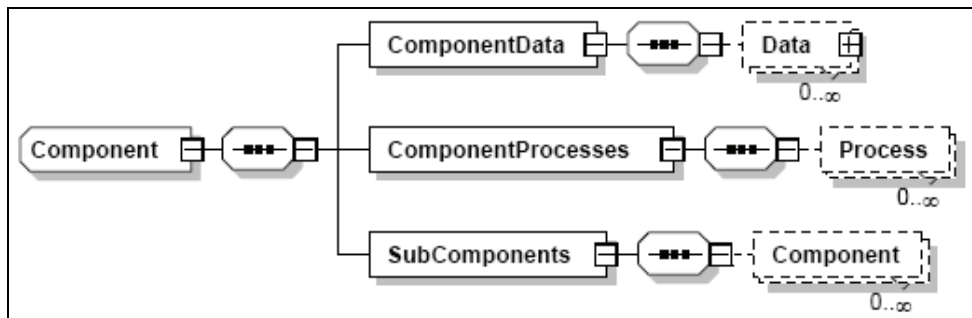 ComponentData
Data
0..∞
Component
ComponentProcesses
Process
0..∞
SubComponents
Component
0..∞